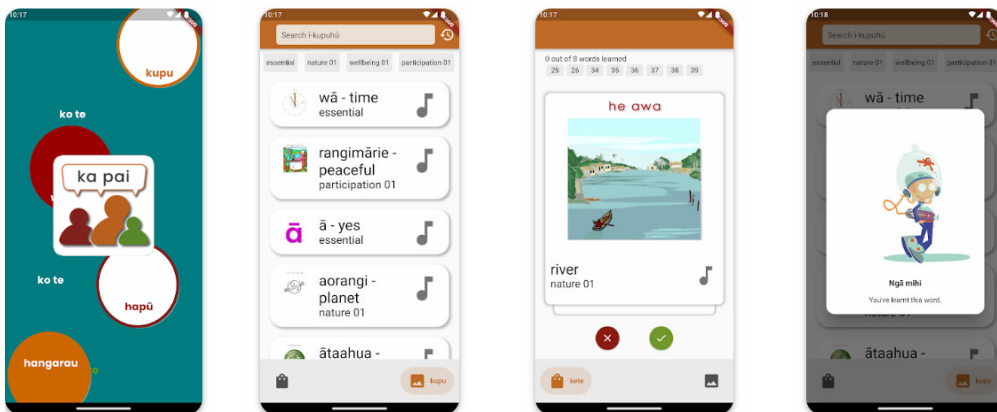 10:17
kupu
ko te
ka pai
ko te
hapū
hangarau
10:17
Search i-kupuhū
essential
nature 01
wellbeing 01
participation 01
wā - time
essential
rangimārie -
peaceful
participation 01
ā
ā - yes
essential
aorangi -
planet
nature 01
ātaahua -
kupu
10:17
0 out of 8 words learned
25
26
34
35
36
37
38
39
he awa
river
nature 01
kete
10:18
Search i-kupuhū
essential
nature 01
wellbeing 01
participation 01
wā - time
Ngā mihi
You've learnt this word.
nature 01
ātaahua -
kupu